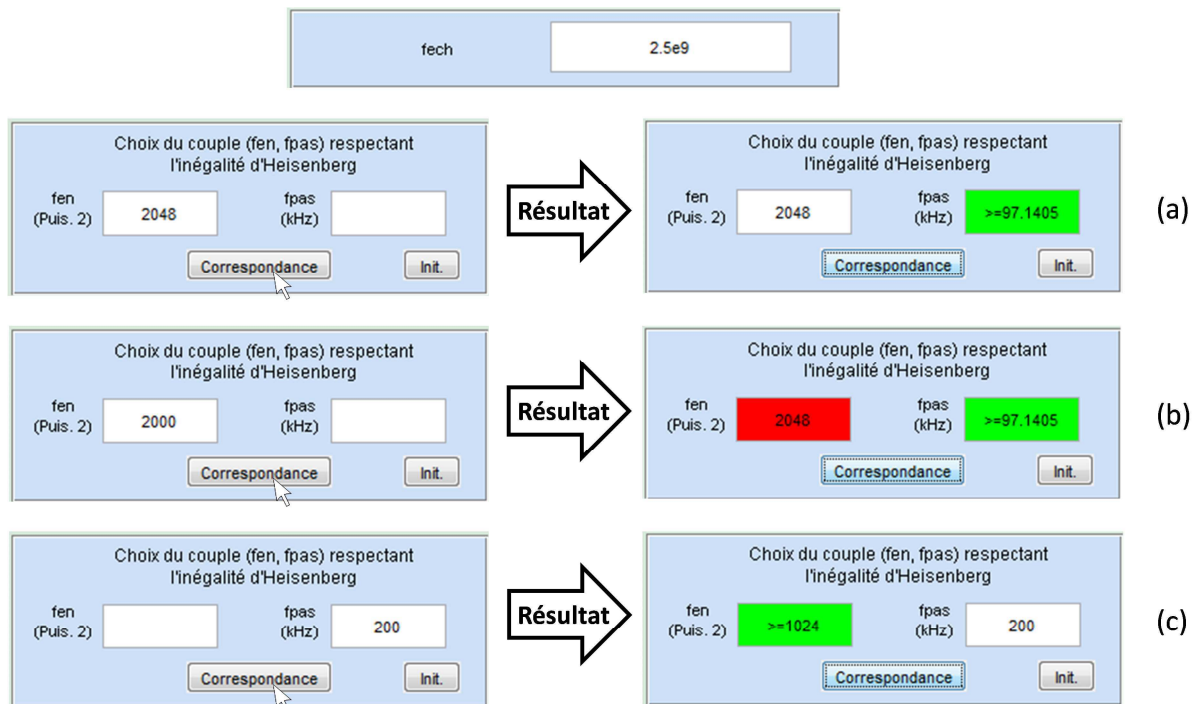 fech 2.5e9
Choix du couple (fen, fpas) respectant
l'inégalité d'Heisenberg
fen
(Puis. 2)
2048
fpas
(kHz)
Correspondance
Init.
Résultat
Choix du couple (fen, fpas) respectant
l'inégalité d'Heisenberg
fen
(Puis. 2)
2048
fpas
(kHz)
>=97.1405
Correspondance
Init.
(a)
Choix du couple (fen, fpas) respectant
l'inégalité d'Heisenberg
fen
(Puis. 2)
2000
fpas
(kHz)
Correspondance
Init.
Résultat
Choix du couple (fen, fpas) respectant
l'inégalité d'Heisenberg
fen
(Puis. 2)
2048
fpas
(kHz)
>=97.1405
Correspondance
Init.
(b)
Choix du couple (fen, fpas) respectant
l'inégalité d'Heisenberg
fen
(Puis. 2)
fpas
(kHz)
200
Correspondance
Init.
Résultat
Choix du couple (fen, fpas) respectant
l'inégalité d'Heisenberg
fen
(Puis. 2)
>=1024
fpas
(kHz)
200
Correspondance
Init.
(c)